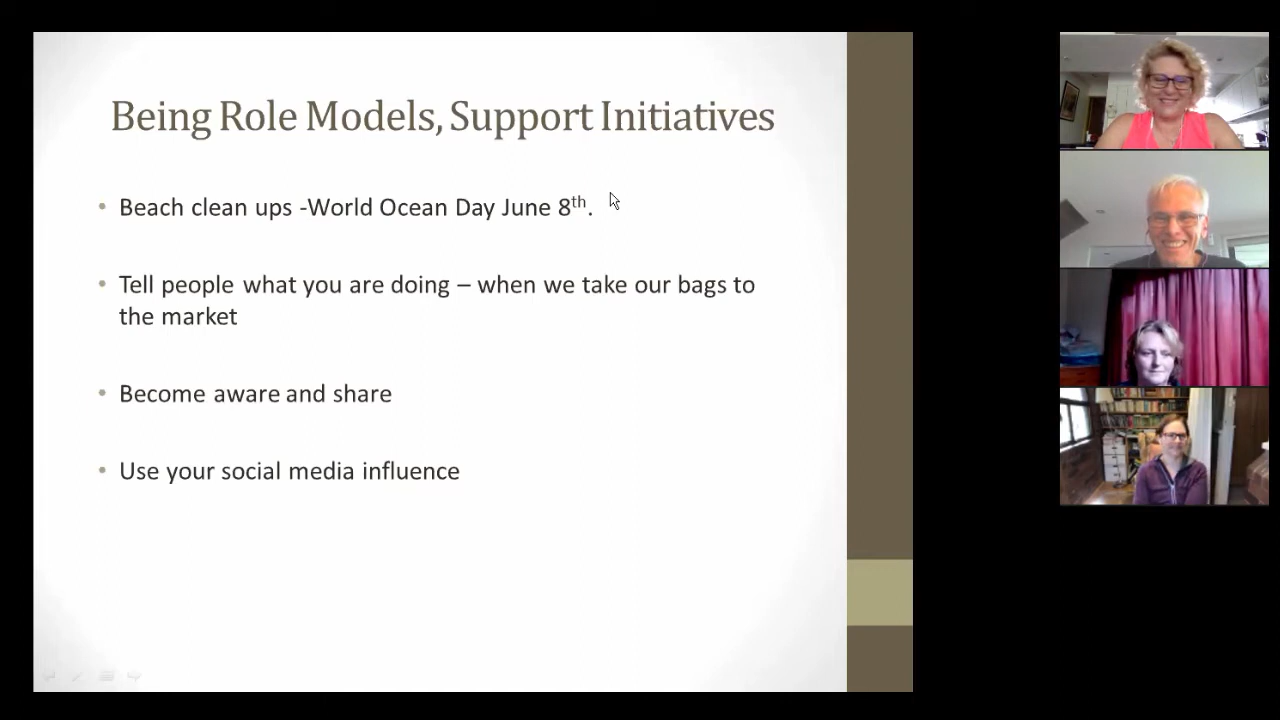 Being Role Models, Support Initiatives
• Beach clean ups -World Ocean Day June 8th.
• Tell people what you are doing – when we take our bags to
the market
• Become aware and share
• Use your social media influence